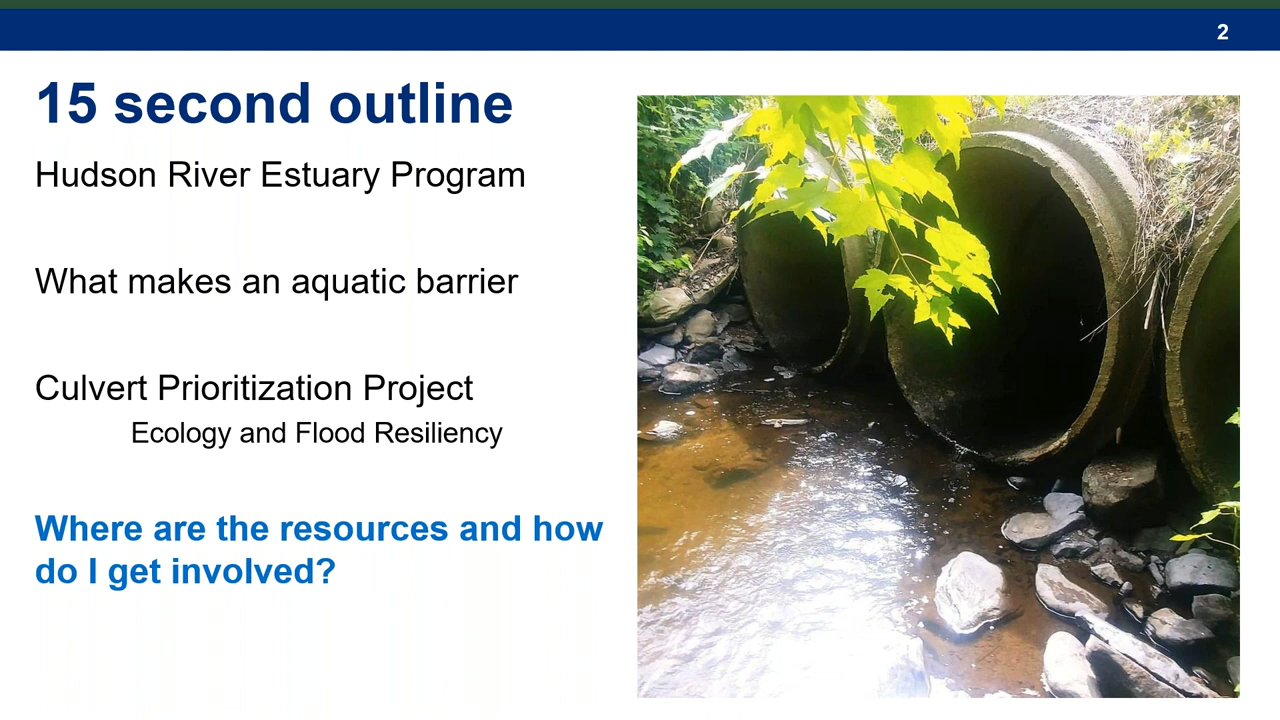 2
15 second outline
Hudson River Estuary Program
What makes an aquatic barrier
Culvert Prioritization Project
Ecology and Flood Resiliency
Where are the resources and how
do I get involved?